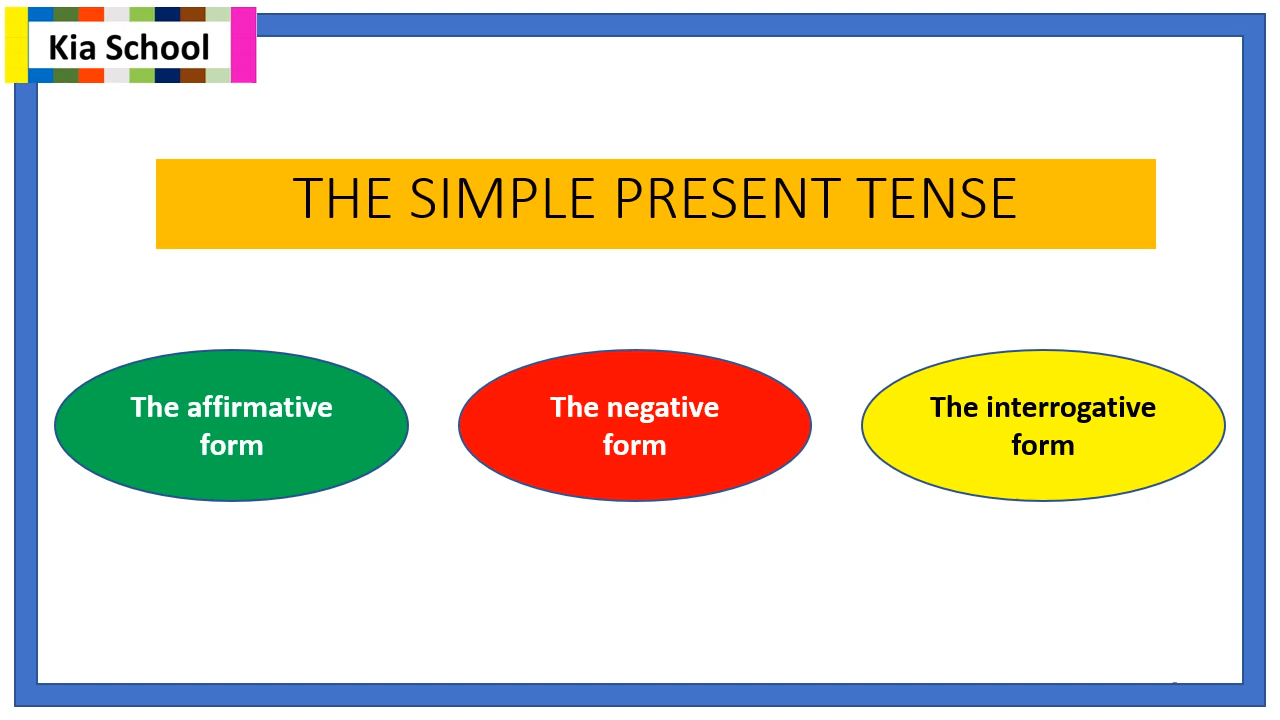 Kia School
THE SIMPLE PRESENT TENSE
The affirmative
form
The negative
form
The interrogative
form